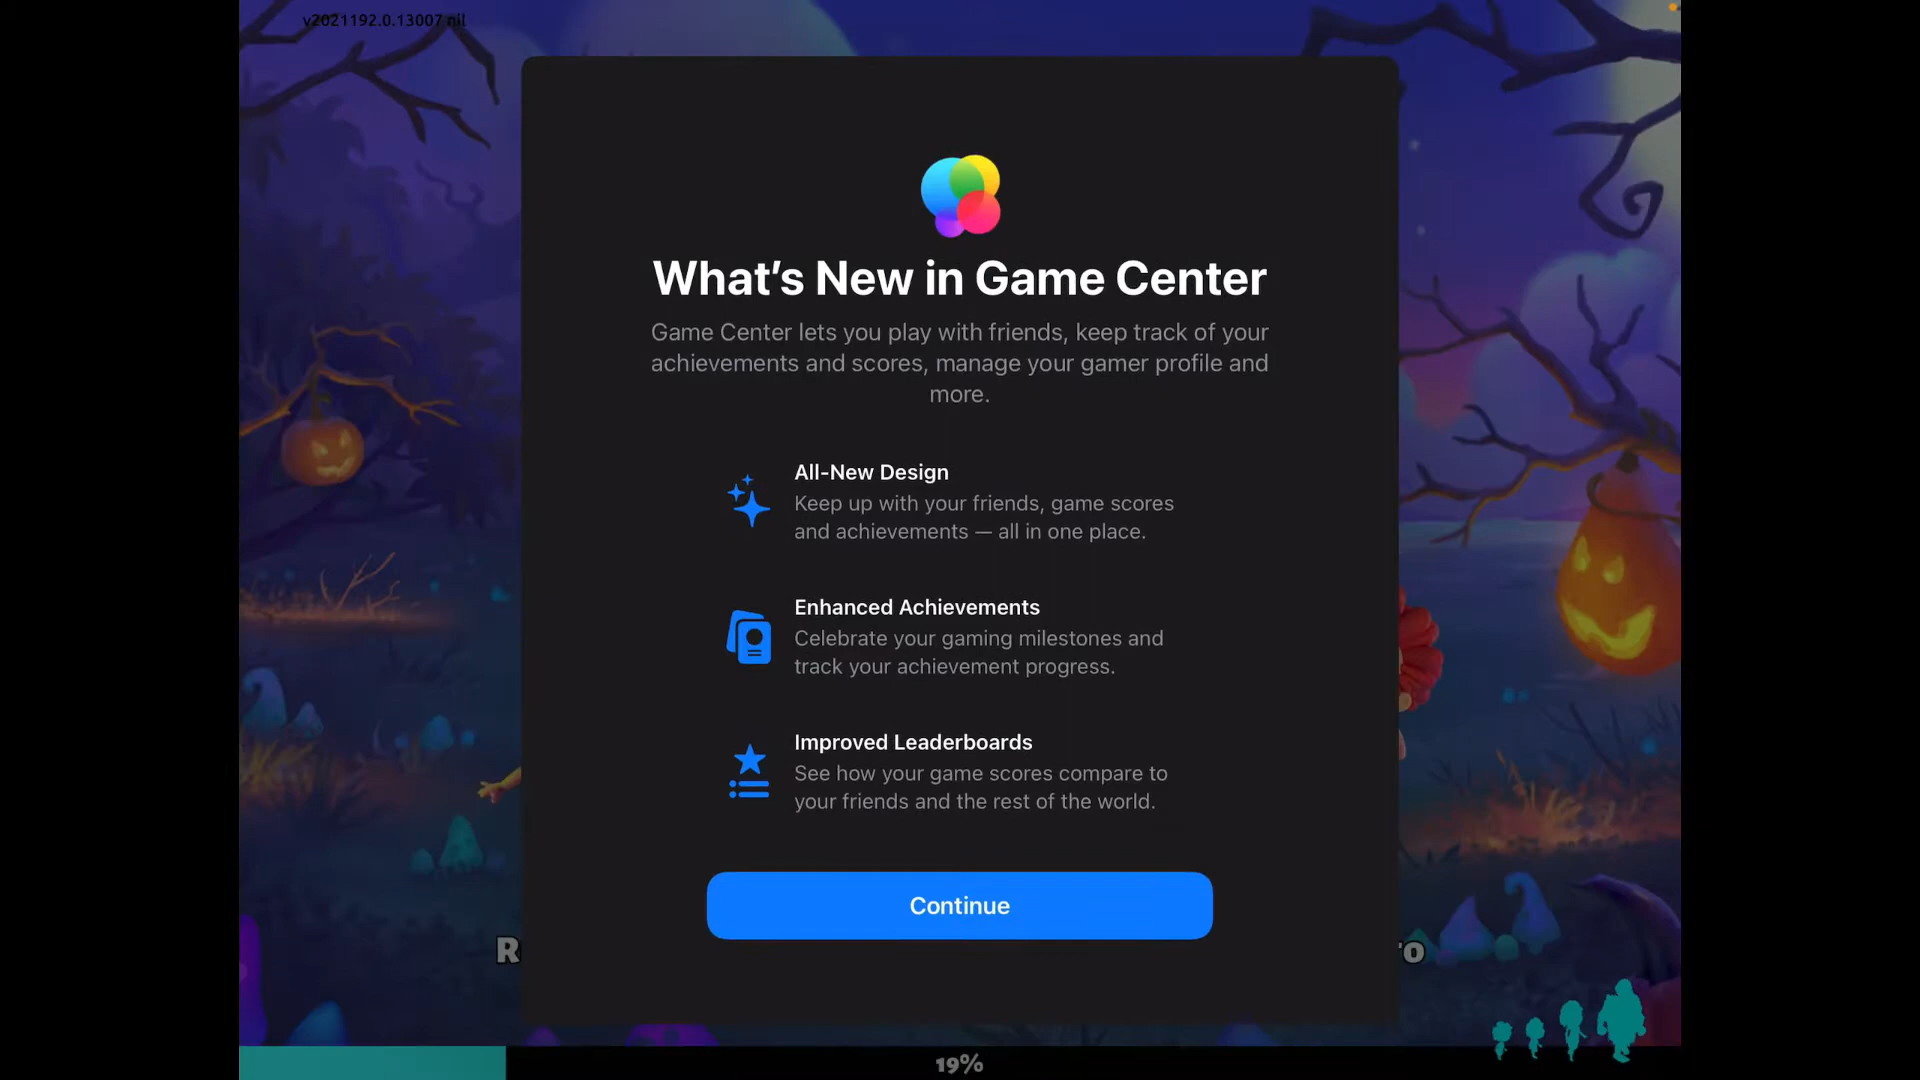 v2021192.0.13007 nil
What's New in Game Center
Game Center lets you play with friends, keep track of your
achievements and scores, manage your gamer profile and
more.
All-New Design
Keep up with your friends, game scores
and achievements — all in one place.
Enhanced Achievements
Celebrate your gaming milestones and
track your achievement progress.
Improved Leaderboards
See how your game scores compare to
your friends and the rest of the world.
Continue
19%